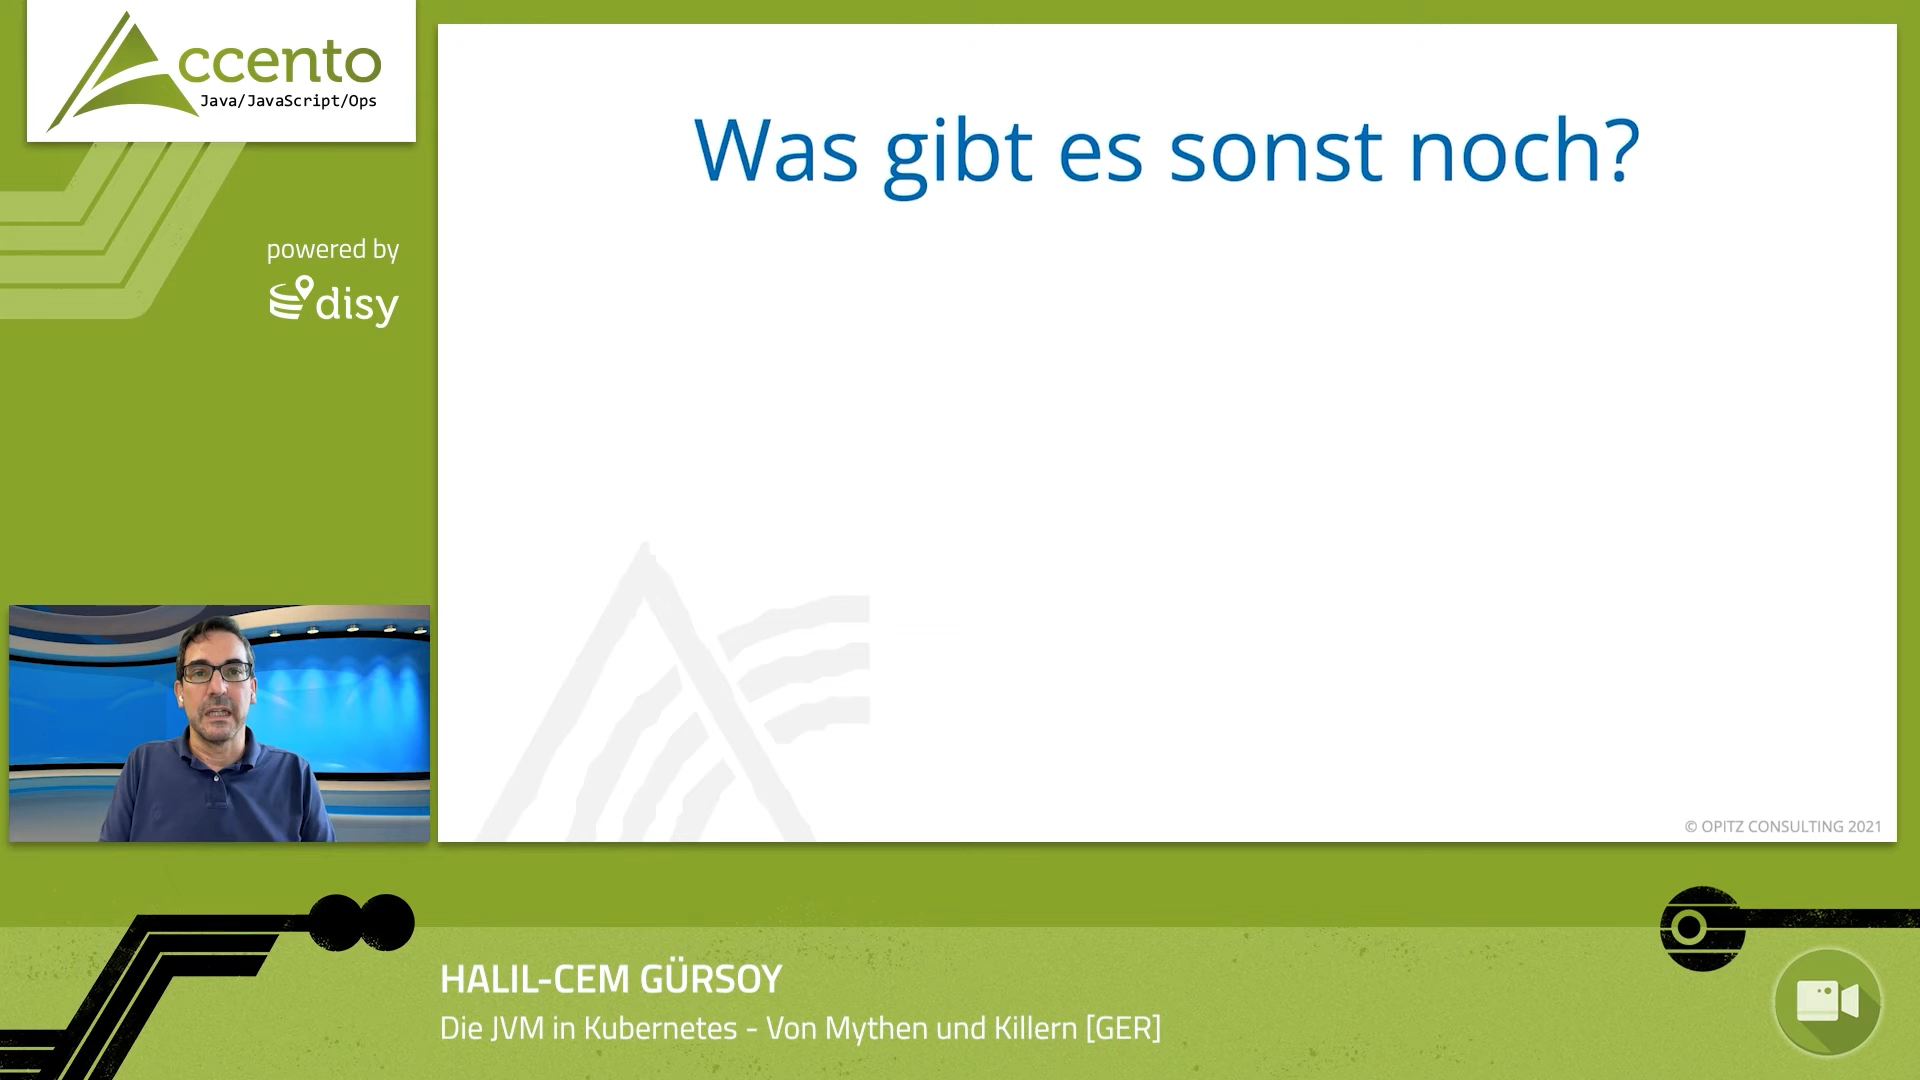 Accento
Java/JavaScript/Ops
powered by
disy
Was gibt es sonst noch?
© OPITZ CONSULTING 2021
HALIL-CEM GÜRSOY
Die JVM in Kubernetes - Von Mythen und Killern [GER]